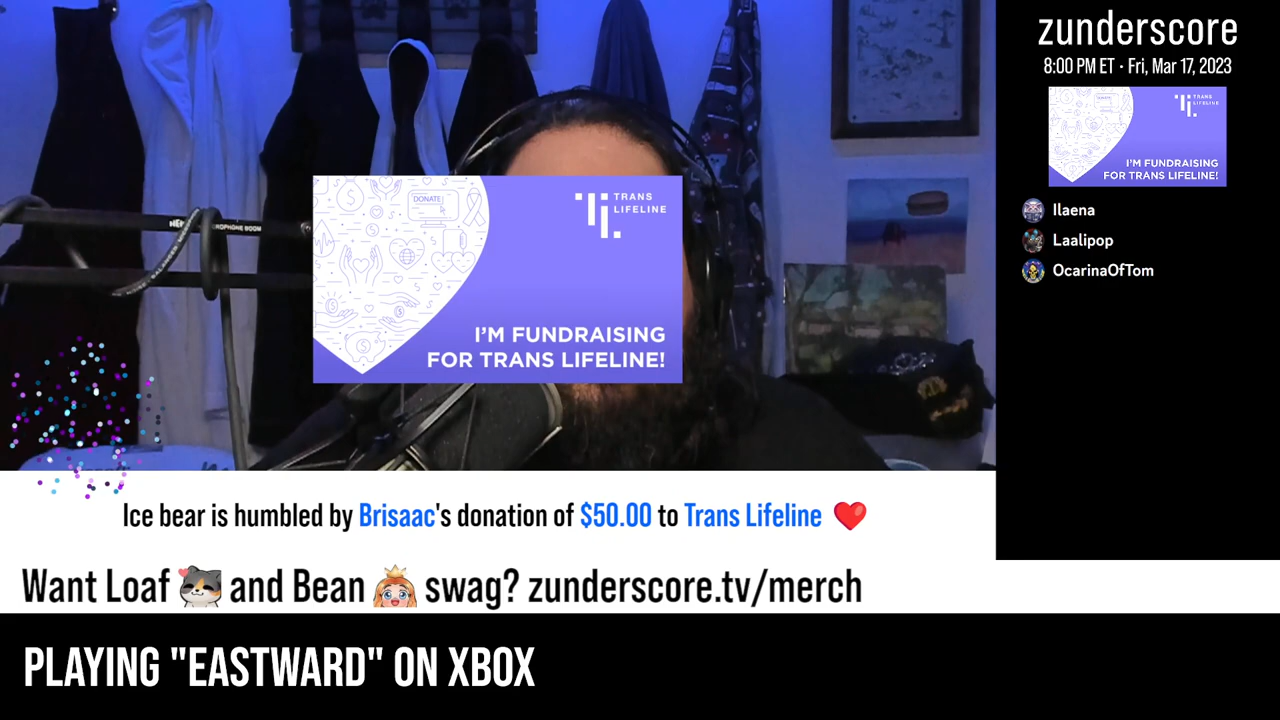 zunderscore
8:00 PM ET • Fri, Mar 17, 2023
TRANS
LIFELINE
I'M FUNDRAISING
FOR TRANS LIFELINE!
Ilaena
Laalipop
OcarinaOfTom
DONATE
TRANS
LIFELINE
I'M FUNDRAISING
FOR TRANS LIFELINE!
Ice bear is humbled by Brisaac's donation of $50.00 to Trans Lifeline ❤️
Want Loaf and Bean swag? zunderscore.tv/merch
PLAYING "EASTWARD" ON XBOX